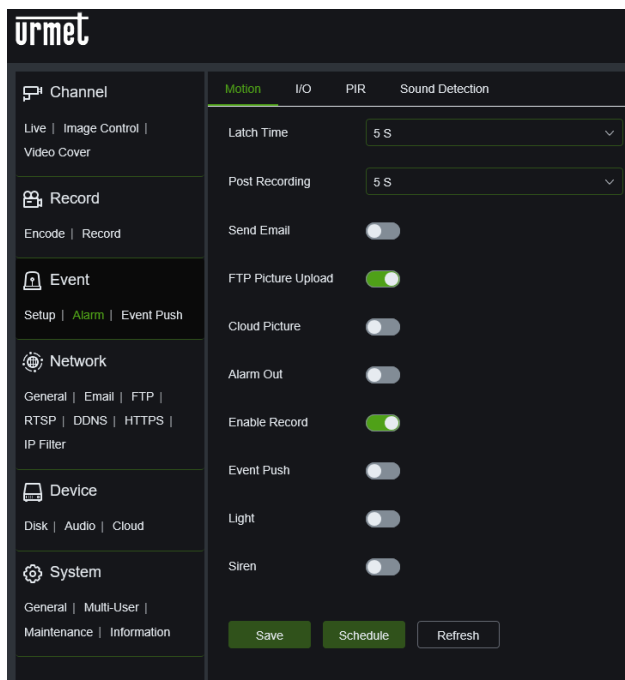 urmet
Channel
Live | Image Control |
Video Cover
Record
Encode | Record
Event
Setup | Alarm | Event Push
Network
General | Email | FTP |
RTSP | DDNS | HTTPS |
IP Filter
Device
Disk | Audio | Cloud
System
General | Multi-User |
Maintenance | Information
Motion I/O PIR Sound Detection
Latch Time 5 S
Post Recording 5 S
Send Email
FTP Picture Upload
Cloud Picture
Alarm Out
Enable Record
Event Push
Light
Siren
Save Schedule Refresh